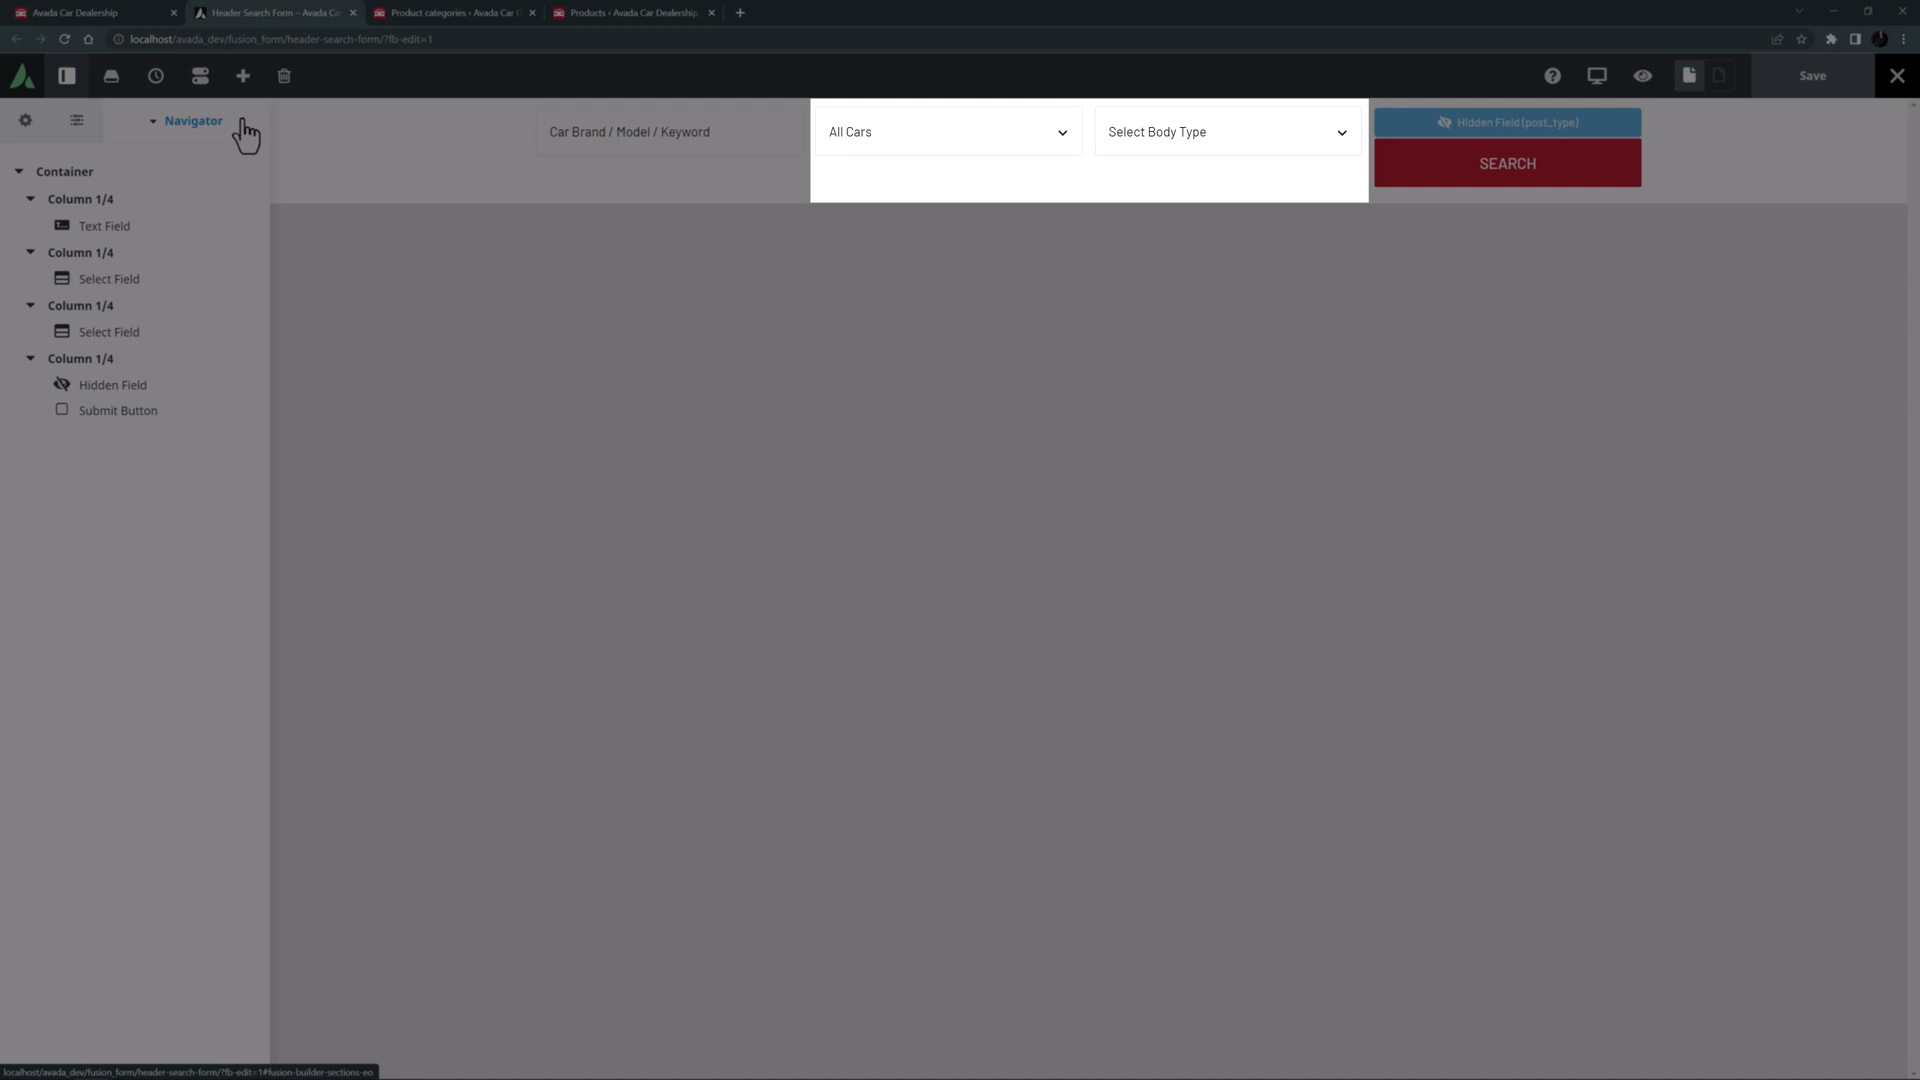 Avada Car Dealership
Header Search Form – Avada Ca
Product categories ‹ Avada Car D
Products ‹ Avada Car Dealership
localhost/avada_dev/fusion_form/header-search-form/?fb-edit=1
Save
Navigator
Container
Column 1/4
Text Field
Column 1/4
Select Field
Column 1/4
Select Field
Column 1/4
Hidden Field
Submit Button
Car Brand / Model / Keyword
All Cars
Select Body Type
Hidden Field (post_type)
SEARCH
localhost/avada_dev/fusion_form/header-search-form/?fb-edit=1#fusion-builder-sections-eo